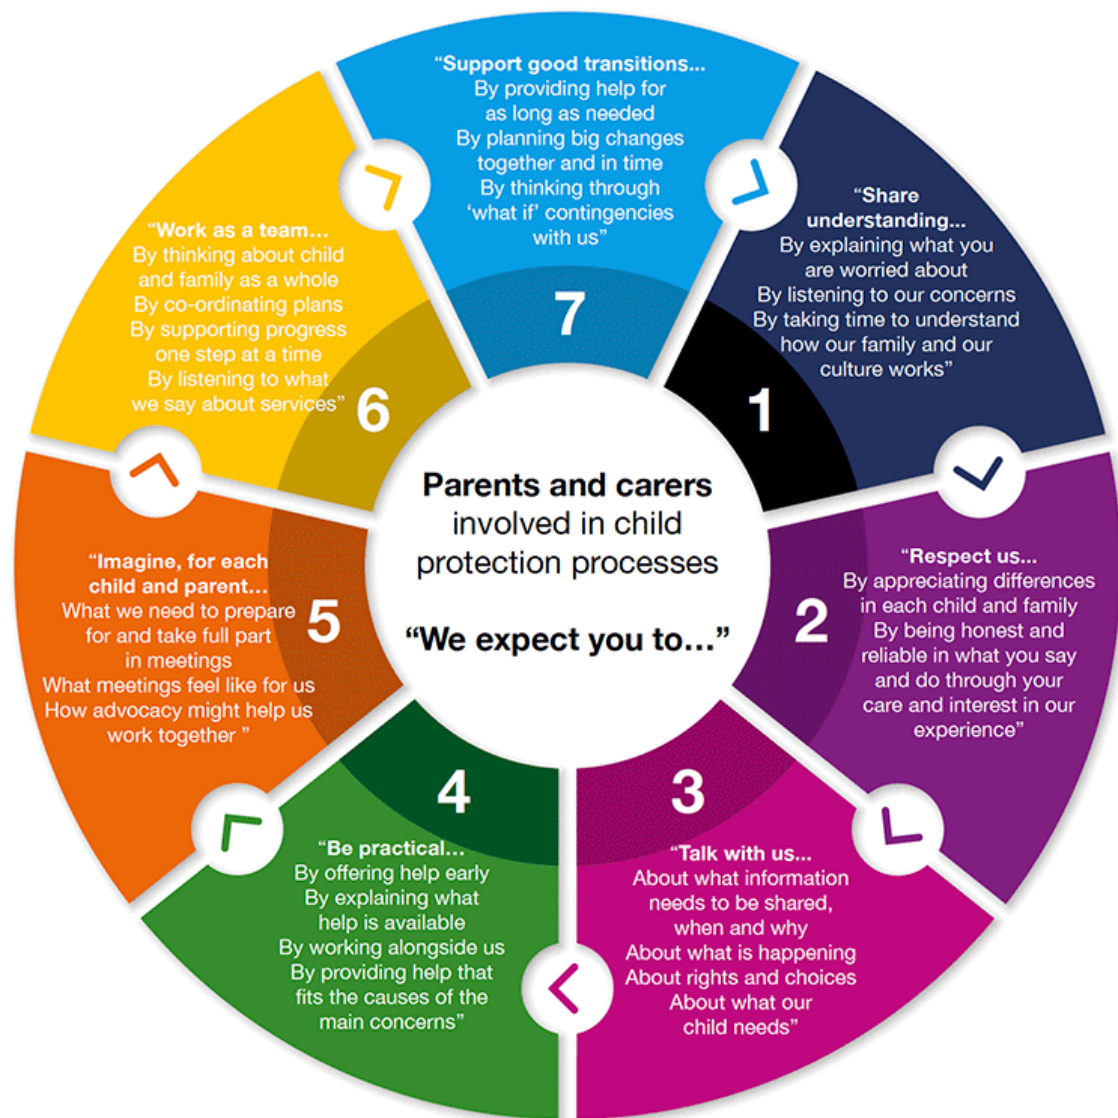 Parents and carers
involved in child
protection processes
“We expect you to…”
1
“Share
understanding...
By explaining what you
are worried about
By listening to our concerns
By taking time to understand
how our family and our
culture works”
2
“Respect us...
By appreciating differences
in each child and family
By being honest and
reliable in what you say
and do through your
care and interest in our
experience”
3
“Talk with us...
About what information
needs to be shared,
when and why
About what is happening
About rights and choices
About what our
child needs”
4
“Be practical…
By offering help early
By explaining what
help is available
By working alongside us
By providing help that
fits the causes of the
main concerns”
5
“Imagine, for each
child and parent…
What we need to prepare
for and take full part
in meetings
What meetings feel like for us
How advocacy might help us
work together ”
6
“Work as a team…
By thinking about child
and family as a whole
By co-ordinating plans
By supporting progress
one step at a time
By listening to what
we say about services”
7
“Support good transitions...
By providing help for
as long as needed
By planning big changes
together and in time
By thinking through
‘what if’ contingencies
with us”